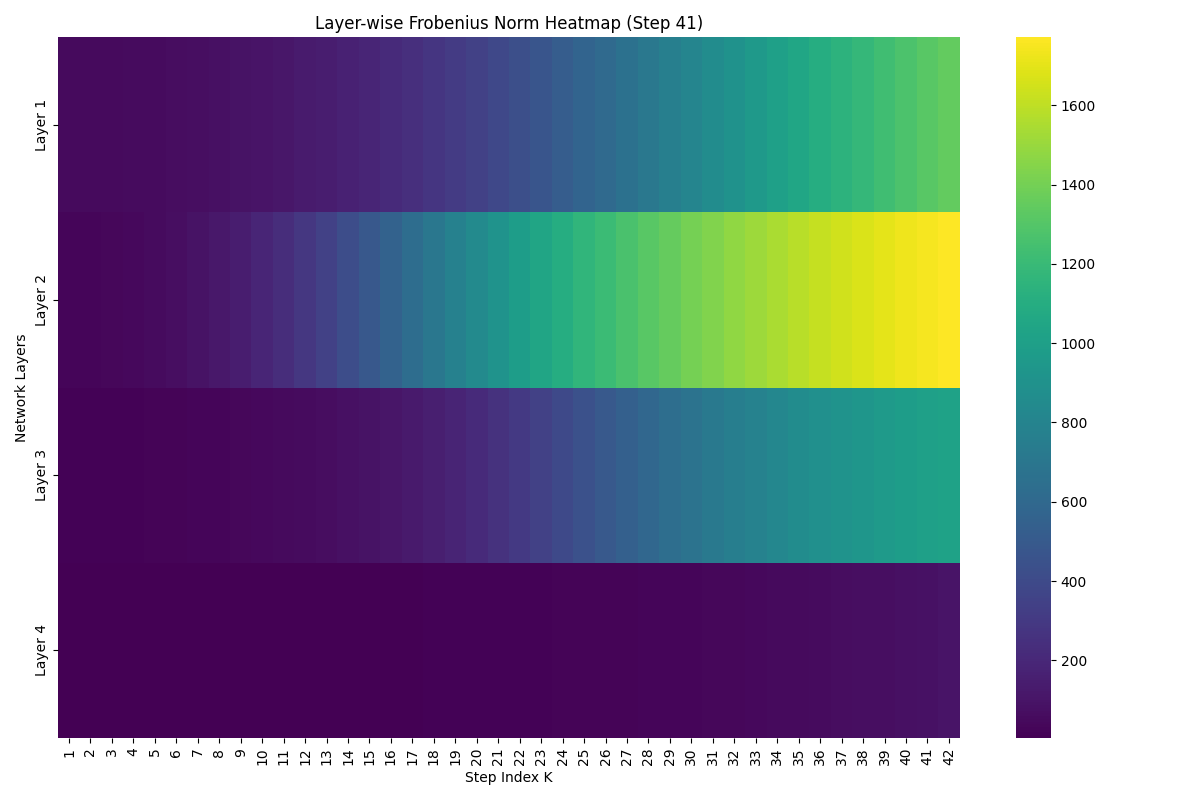 Layer-wise Frobenius Norm Heatmap (Step 41)
Network Layers
Layer 1
Layer 2
Layer 3
Layer 4
1 2 3 4 5 6 7 8 9 10 11 12 13 14 15 16 17 18 19 20 21 22 23 24 25 26 27 28 29 30 31 32 33 34 35 36 37 38 39 40 41 42
Step Index K
1600
1400
1200
1000
800
600
400
200